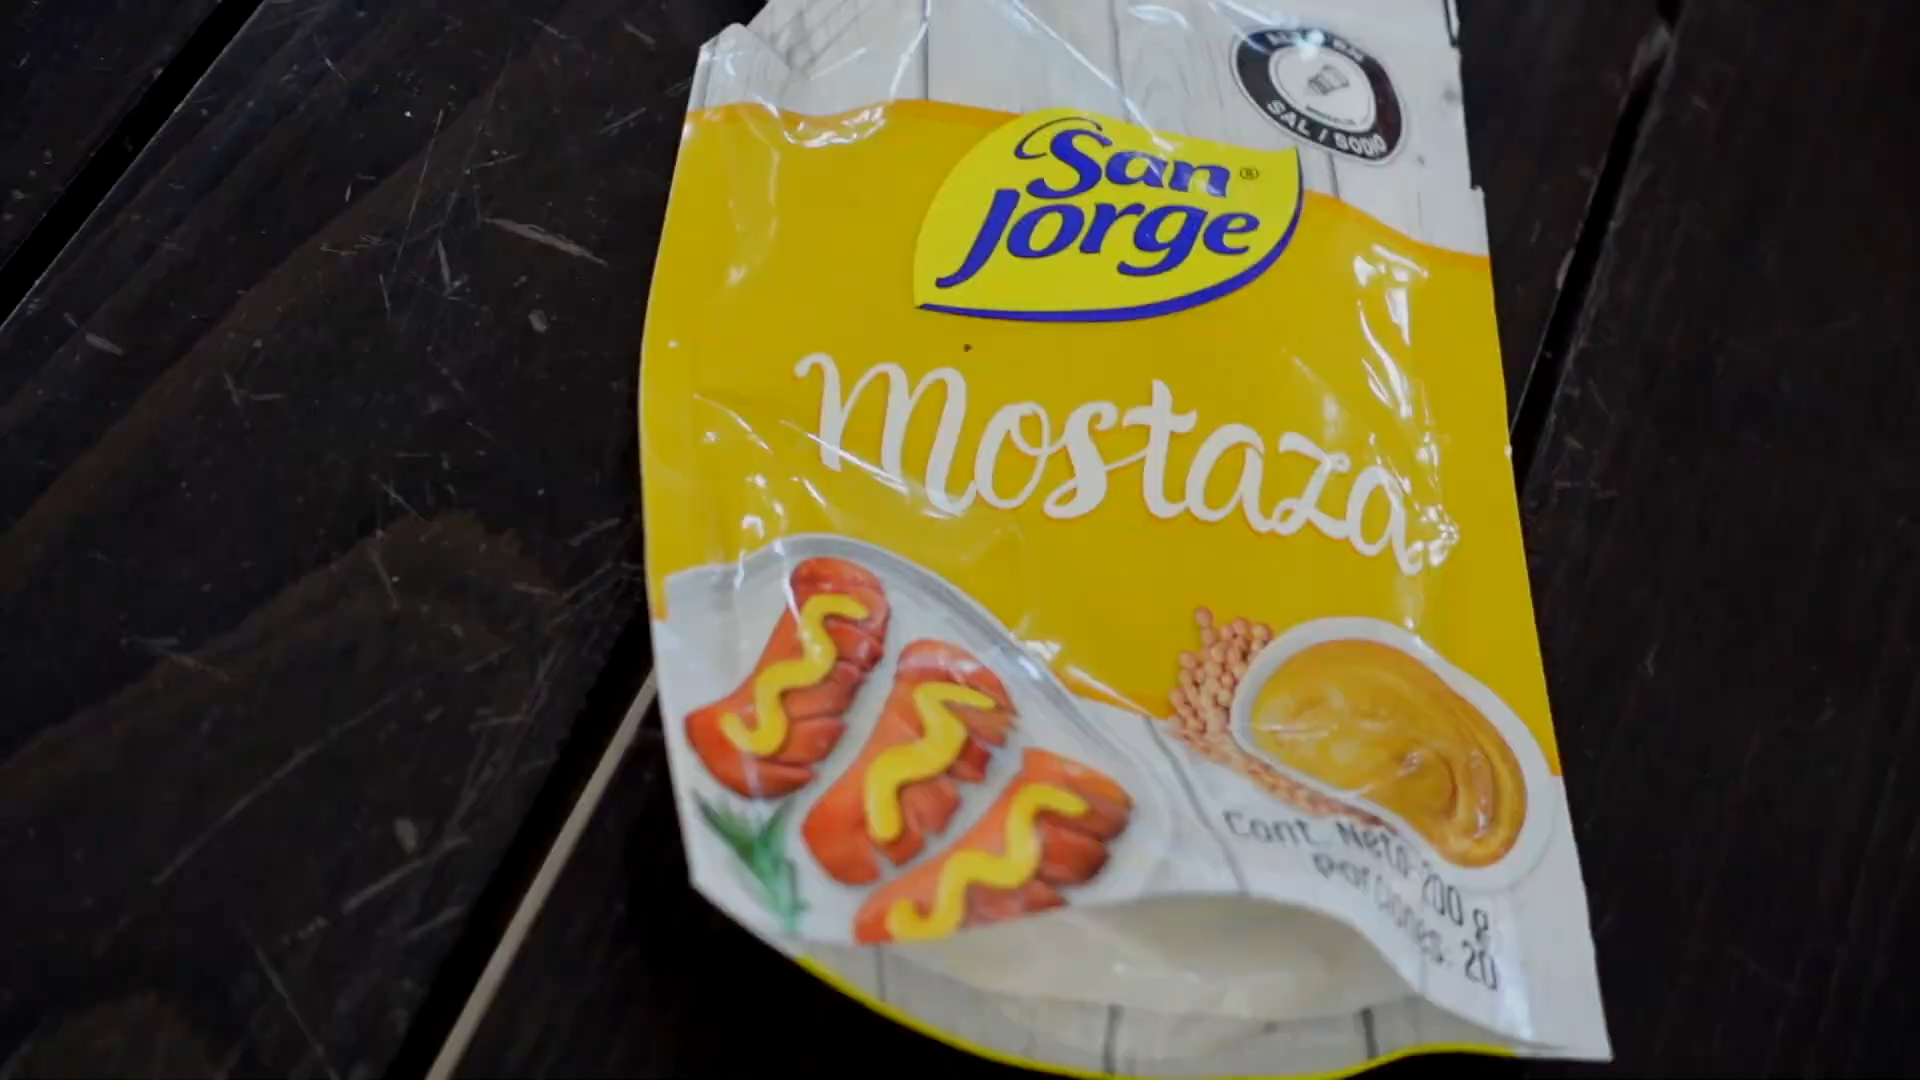 SAL / SODIO
San
Jorge®
Mostaza
Cont. Neto 200 g
porciones: 20